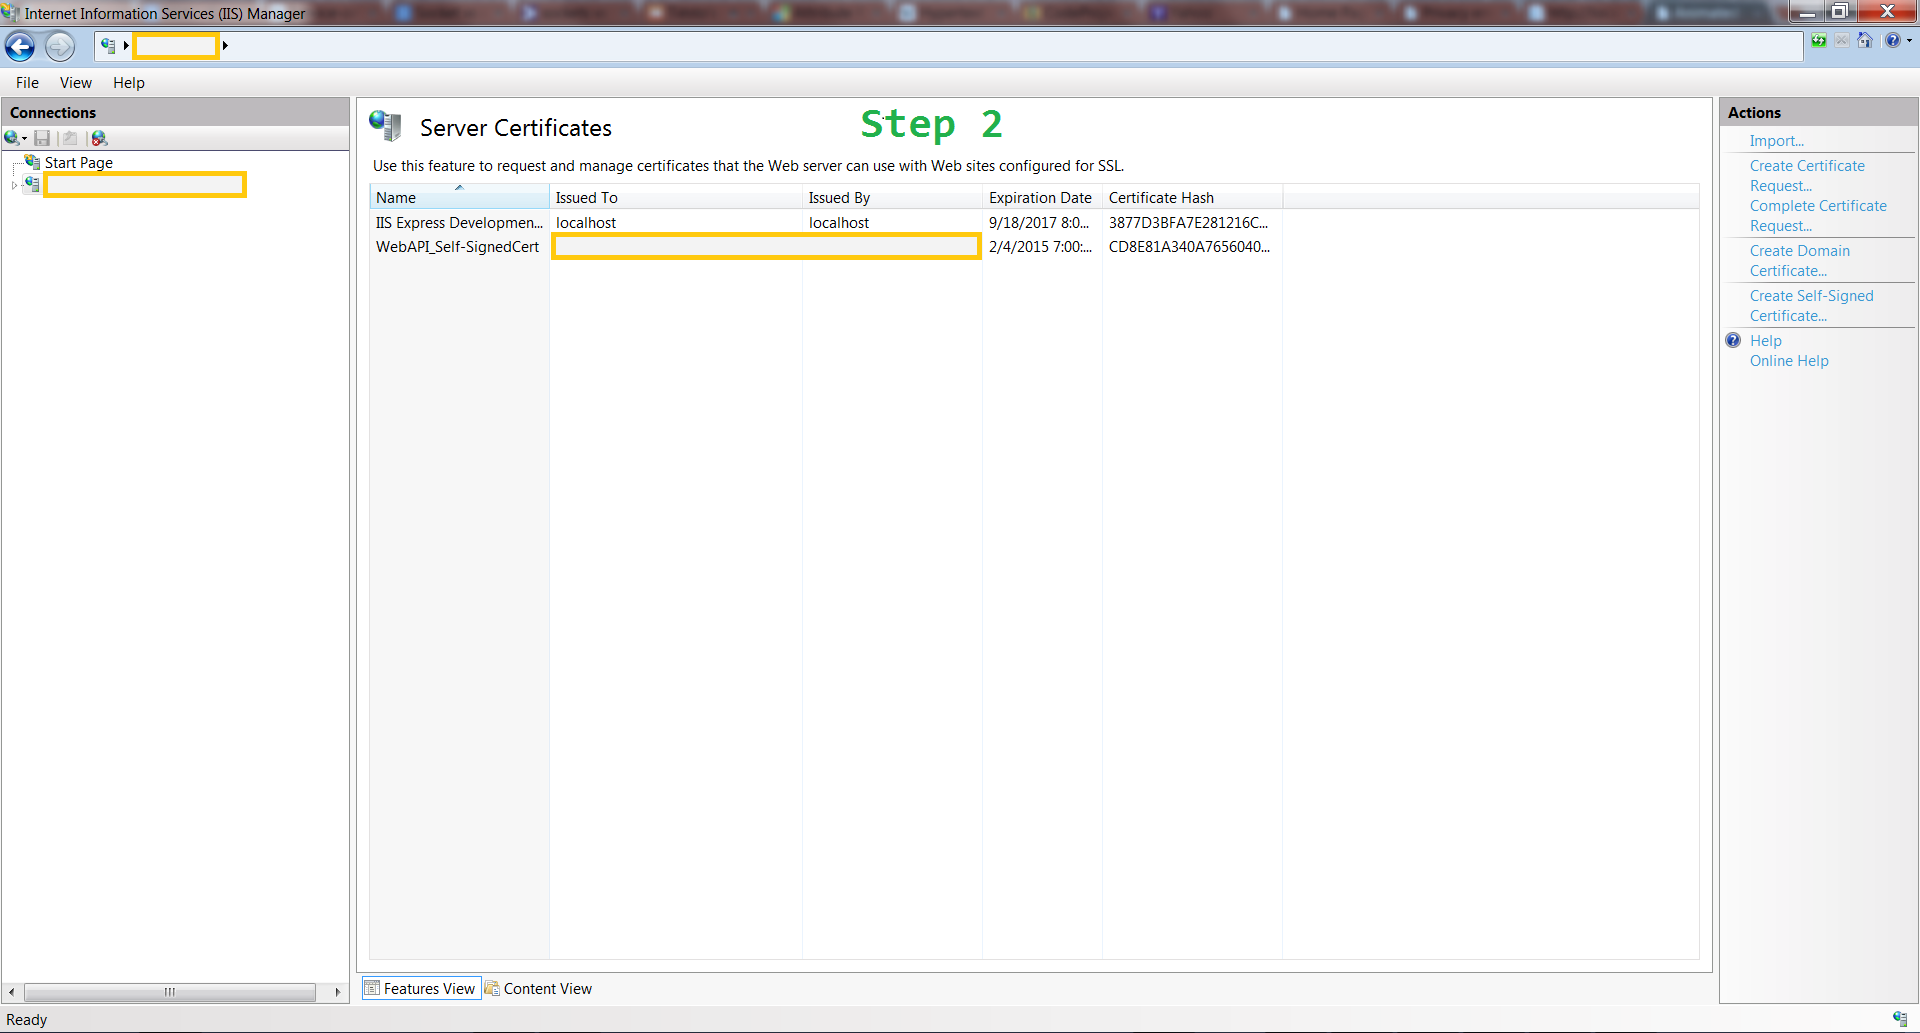 Internet Information Services (IIS) Manager
File View Help
Connections
Start Page
Server Certificates
Step 2
Use this feature to request and manage certificates that the Web server can use with Web sites configured for SSL.
Name Issued To Issued By Expiration Date Certificate Hash
IIS Express Developmen... localhost localhost 9/18/2017 8:0... 3877D3BFA7E281216C...
WebAPI_Self-SignedCert 2/4/2015 7:00:... CD8E81A340A7656040...
Features View Content View
Actions
Import...
Create Certificate
Request...
Complete Certificate
Request...
Create Domain
Certificate...
Create Self-Signed
Certificate...
Help
Online Help
Ready